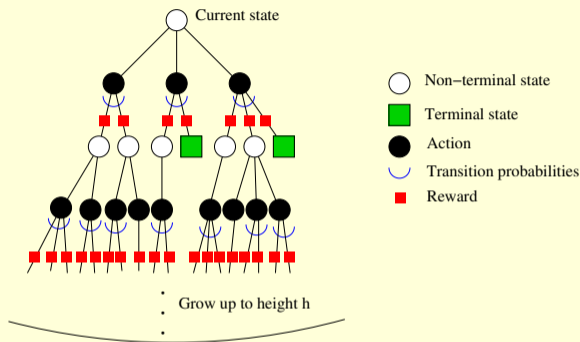 Current state
Non−terminal state
Terminal state
Action
Transition probabilities
Reward
Grow up to height h